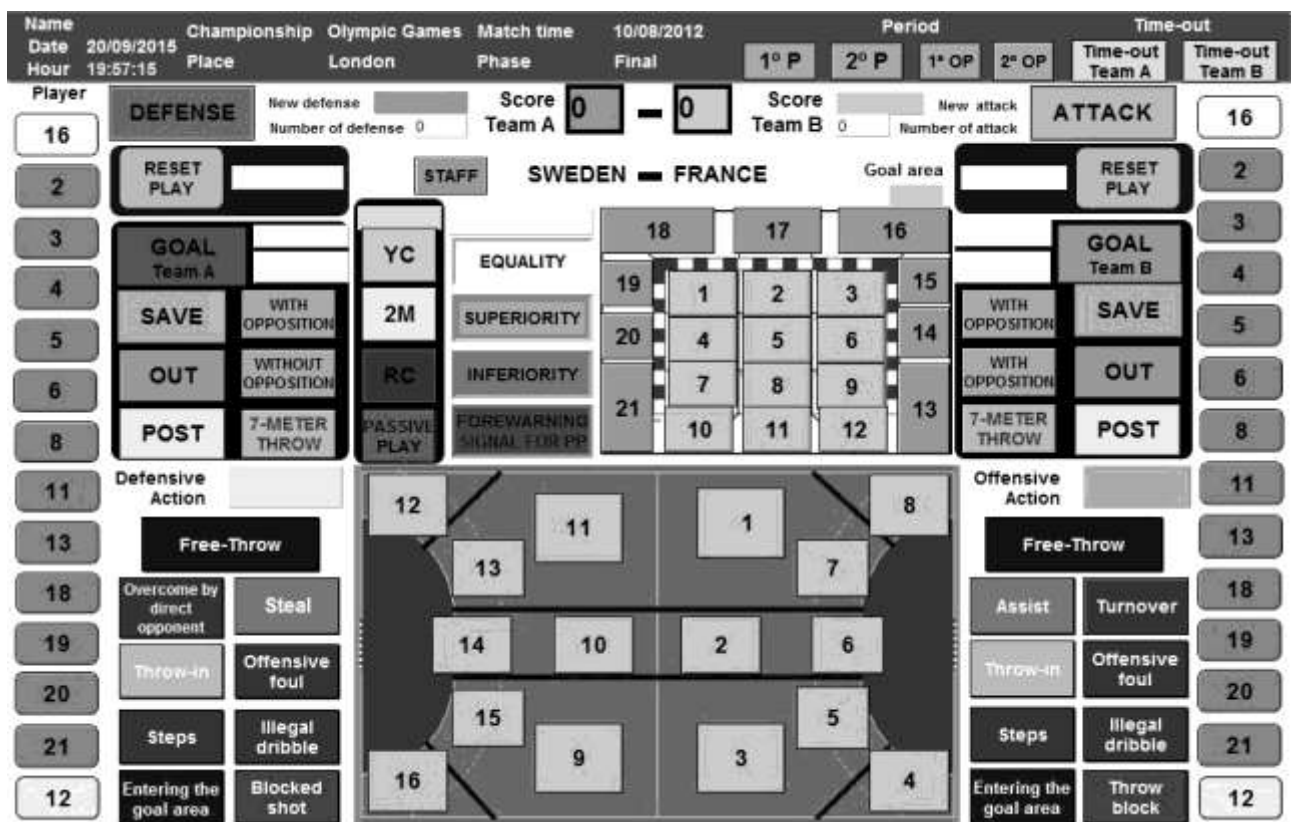 Name
Date 20/09/2015
Hour 19:57:15
Championship Olympic Games Match time 10/08/2012
Place London Phase Final
Period
1º P 2º P 1ª OP 2ª OP
Time-out
Time-out Team A
Time-out Team B
Player
16
2
3
4
5
6
8
11
13
18
19
20
21
12
DEFENSE
New defense
Number of defense 0
Score
Team A
0 - 0
Score
Team B
0
New attack
Number of attack
ATTACK
RESET
PLAY
STAFF
SWEDEN - FRANCE
Goal area
RESET
PLAY
GOAL
Team A
SAVE
WITH
OPPOSITION
OUT
WITHOUT
OPPOSITION
POST
7-METER
THROW
YC
2M
RC
PASSIVE
PLAY
EQUALITY
SUPERIORITY
INFERIORITY
FOREWARNING
SIGNAL FOR PP
18 17 16
19 1 2 3 15
20 4 5 6 14
21 7 8 9 13
10 11 12
GOAL
Team B
WITH
OPPOSITION
SAVE
WITH
OPPOSITION
OUT
7-METER
THROW
POST
Defensive
Action
Free-Throw
Overcome by
direct
opponent
Steal
Throw-in
Offensive
foul
Steps
Illegal
dribble
Entering the
goal area
Blocked
shot
12 11 1 8
13 7
14 10 2 6
15 5
16 9 3 4
Offensive
Action
Free-Throw
Assist
Turnover
Throw-in
Offensive
foul
Steps
Illegal
dribble
Entering the
goal area
Throw
block
16
2
3
4
5
6
8
11
13
18
19
20
21
12